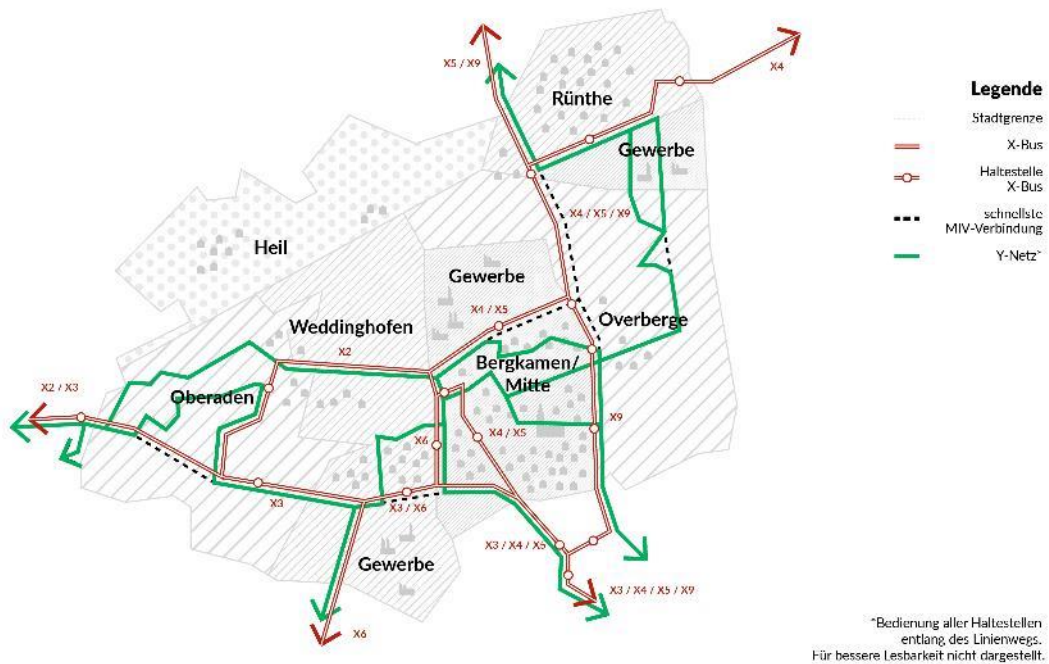 X5 / X9
X4
Rünthe
Gewerbe
X4 / X5 / X9
Heil
Gewerbe
X4 / X5
Overberge
Weddinghofen
X2
Bergkamen/
Mitte
X2 / X3
Oberaden
X9
X6
X4 / X5
X3
X3 / X6
Gewerbe
X3 / X4 / X5
X3 / X4 / X5 / X9
X6
Legende
Stadtgrenze
X-Bus
Haltestelle
X-Bus
schnellste
MIV-Verbindung
Y-Netz*
*Bedienung aller Haltestellen
entlang des Linienwegs.
Für bessere Lesbarkeit nicht dargestellt.